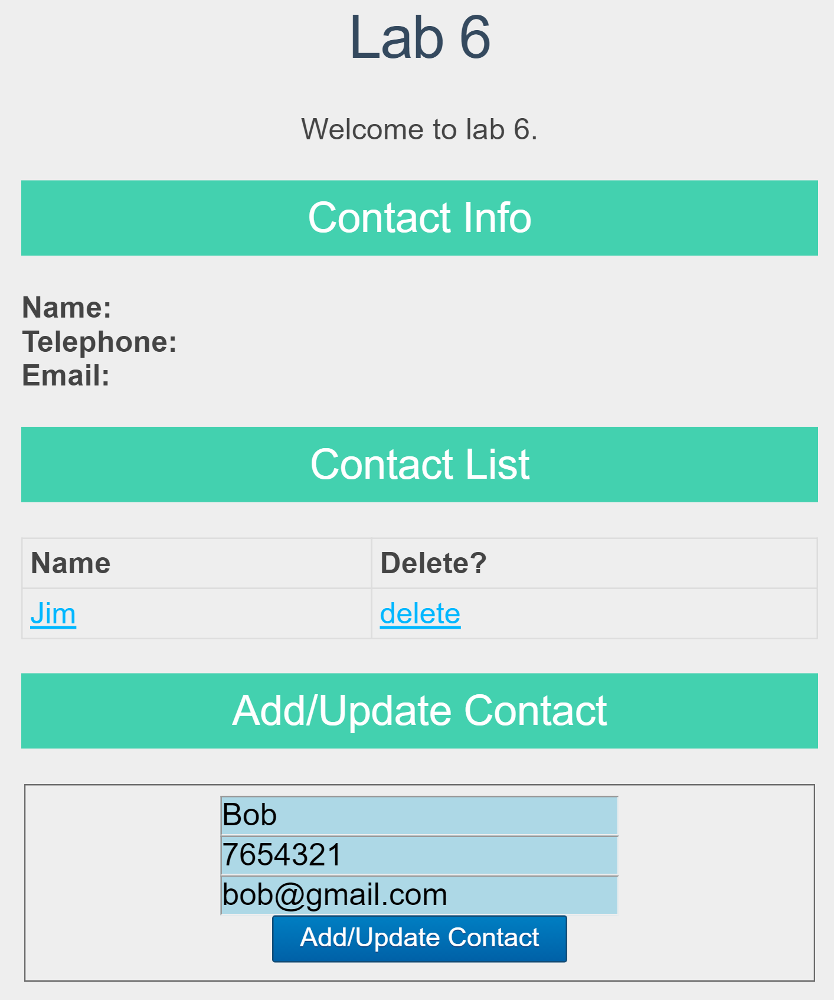 Lab 6
Welcome to lab 6.
Contact Info
Name:
Telephone:
Email:
Contact List
Name Delete?
Jim delete
Add/Update Contact
Bob
7654321
bob@gmail.com
Add/Update Contact